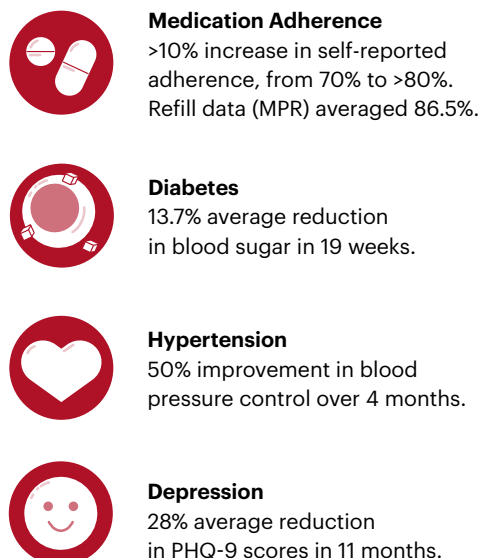 Medication Adherence
>10% increase in self-reported
adherence, from 70% to >80%.
Refill data (MPR) averaged 86.5%.
Diabetes
13.7% average reduction
in blood sugar in 19 weeks.
Hypertension
50% improvement in blood
pressure control over 4 months.
Depression
28% average reduction
in PHQ-9 scores in 11 months.